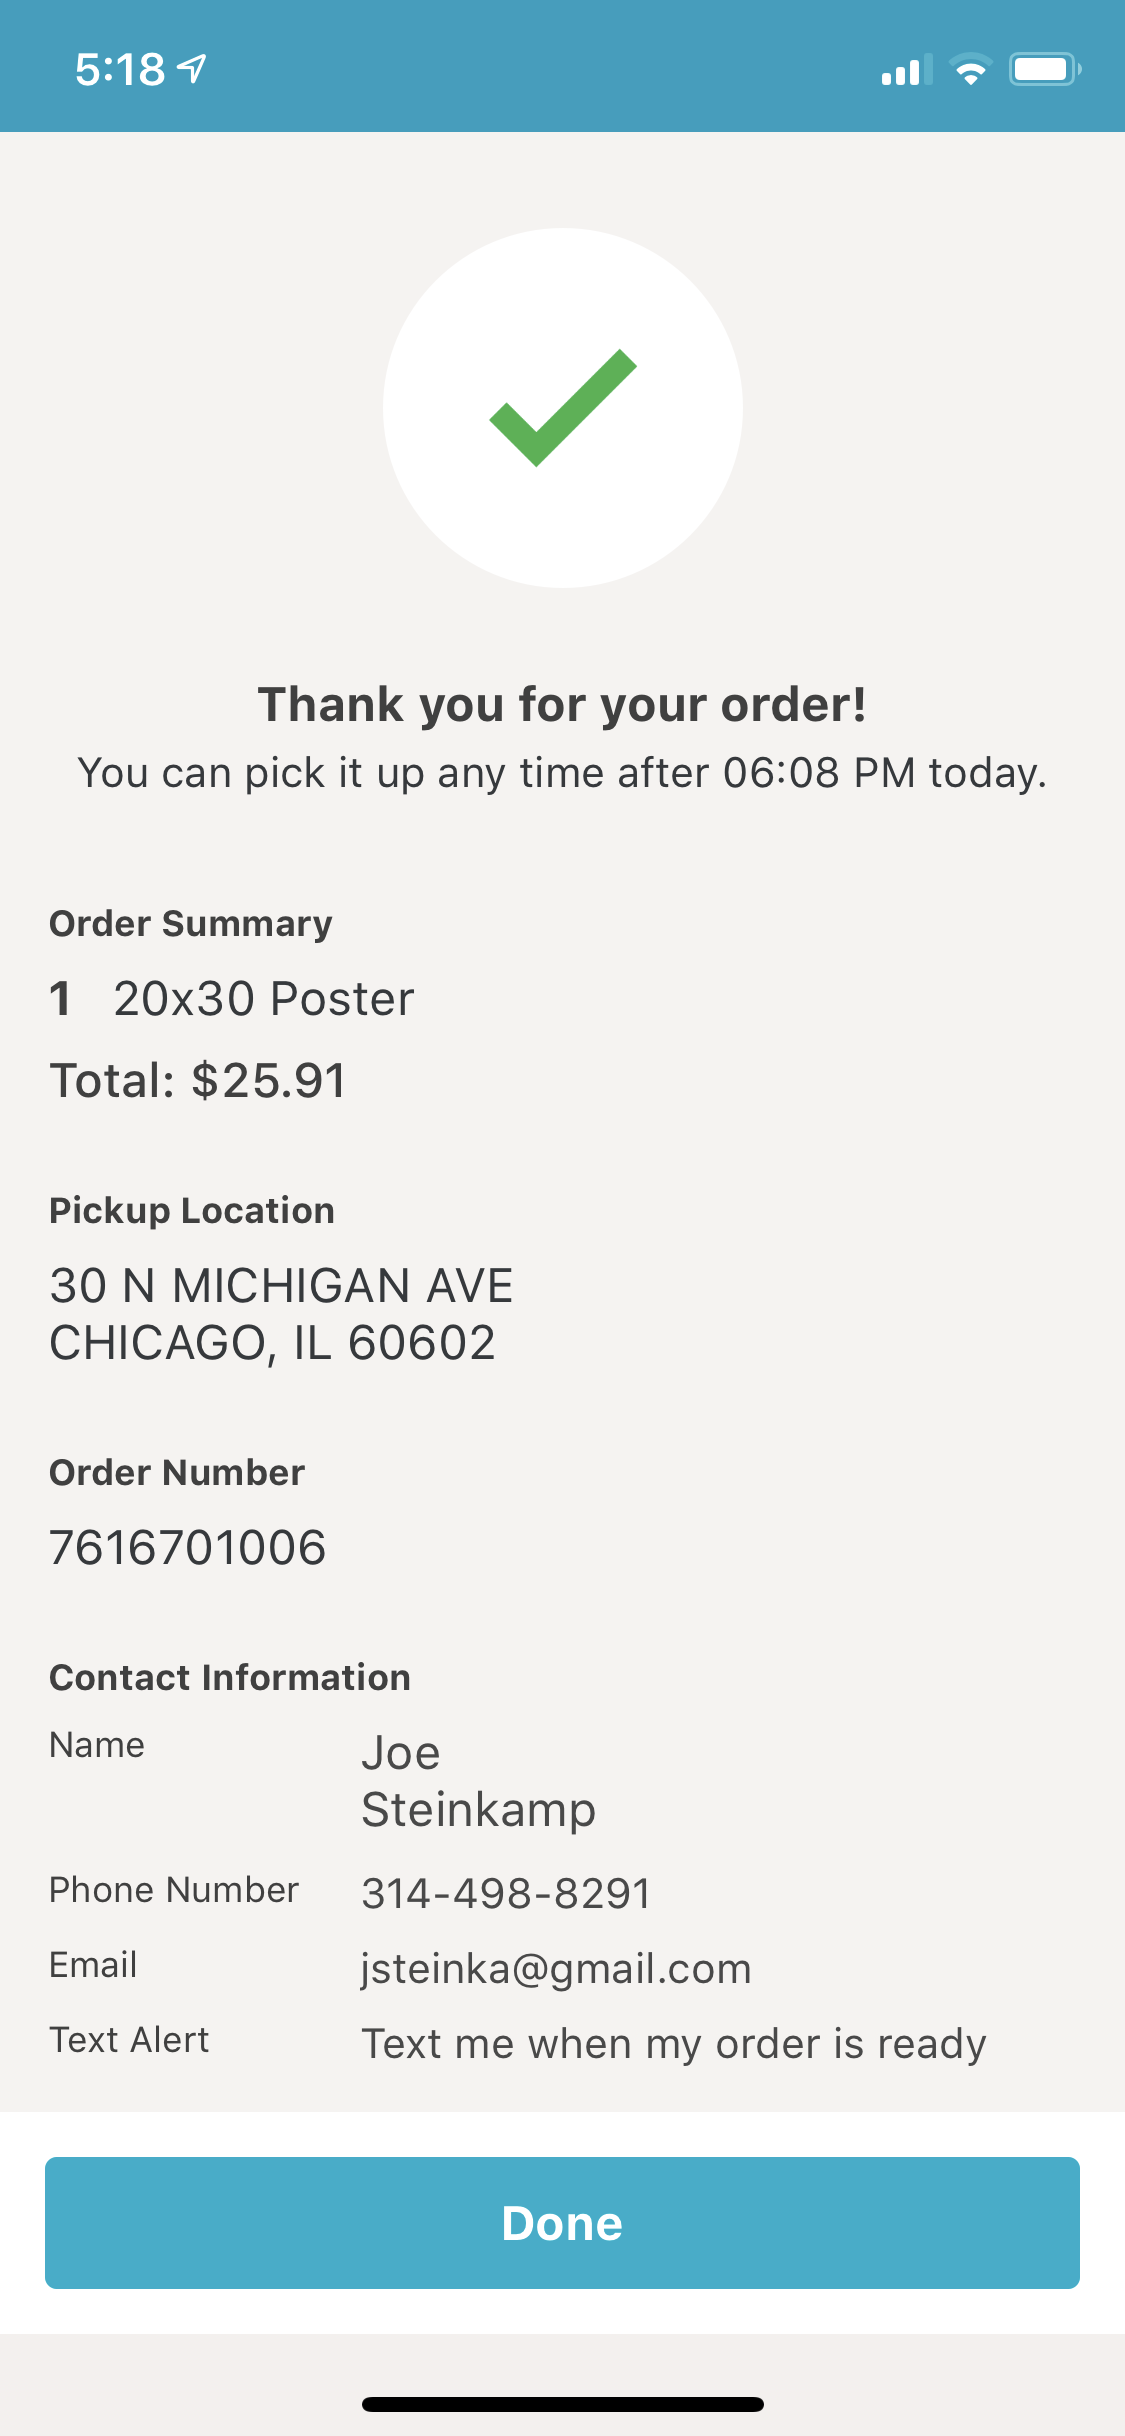 5:18
Thank you for your order!
You can pick it up any time after 06:08 PM today.
Order Summary
1 20x30 Poster
Total: $25.91
Pickup Location
30 N MICHIGAN AVE
CHICAGO, IL 60602
Order Number
7616701006
Contact Information
Name Joe
Steinkamp
Phone Number 314-498-8291
Email jsteinka@gmail.com
Text Alert Text me when my order is ready
Done